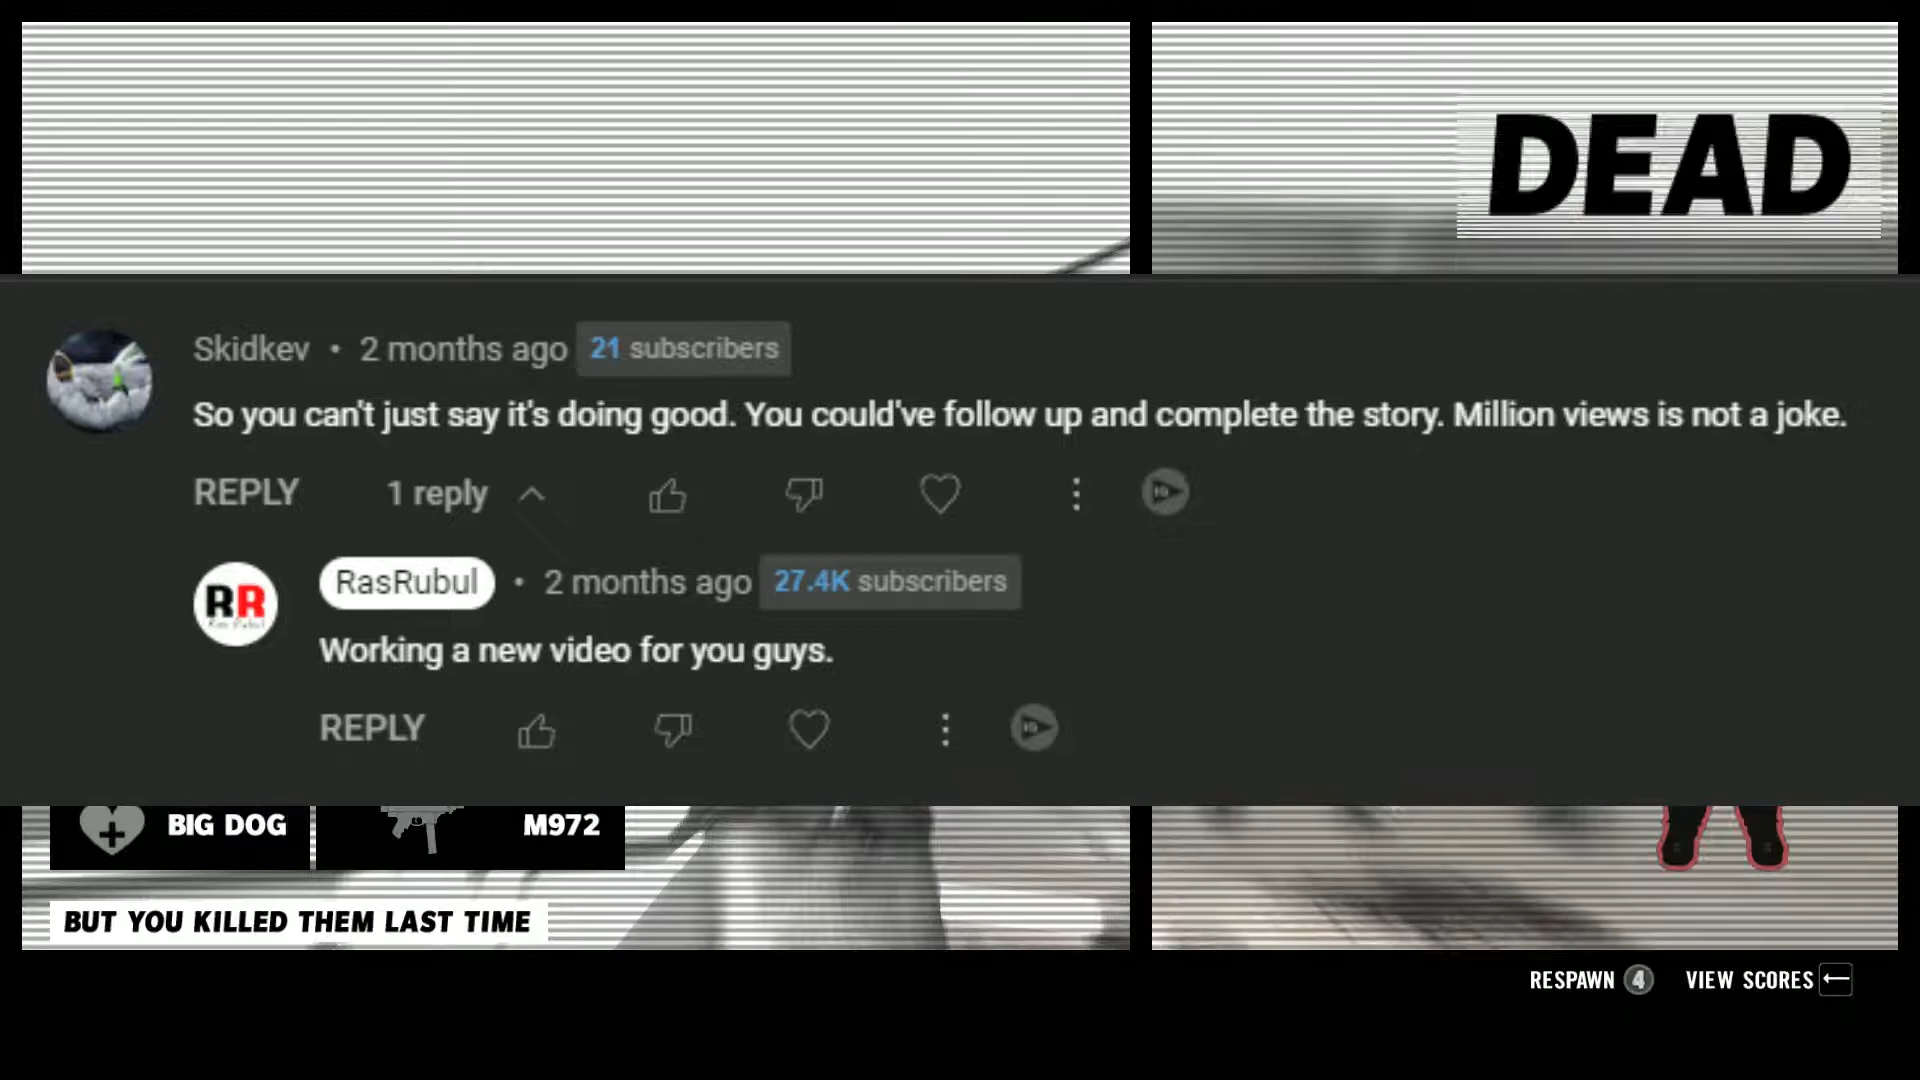 DEAD
Skidkev • 2 months ago 21 subscribers
So you can't just say it's doing good. You could've follow up and complete the story. Million views is not a joke.
REPLY 1 reply
RR
RasRubul • 2 months ago 27.4K subscribers
Working a new video for you guys.
REPLY
BIG DOG M972
BUT YOU KILLED THEM LAST TIME
RESPAWN 4 VIEW SCORES